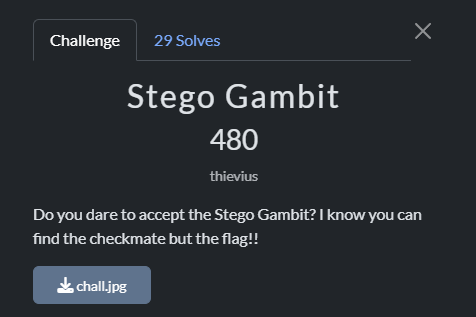 Challenge
29 Solves
Stego Gambit
480
thievius
Do you dare to accept the Stego Gambit? I know you can
find the checkmate but the flag!!
chall.jpg